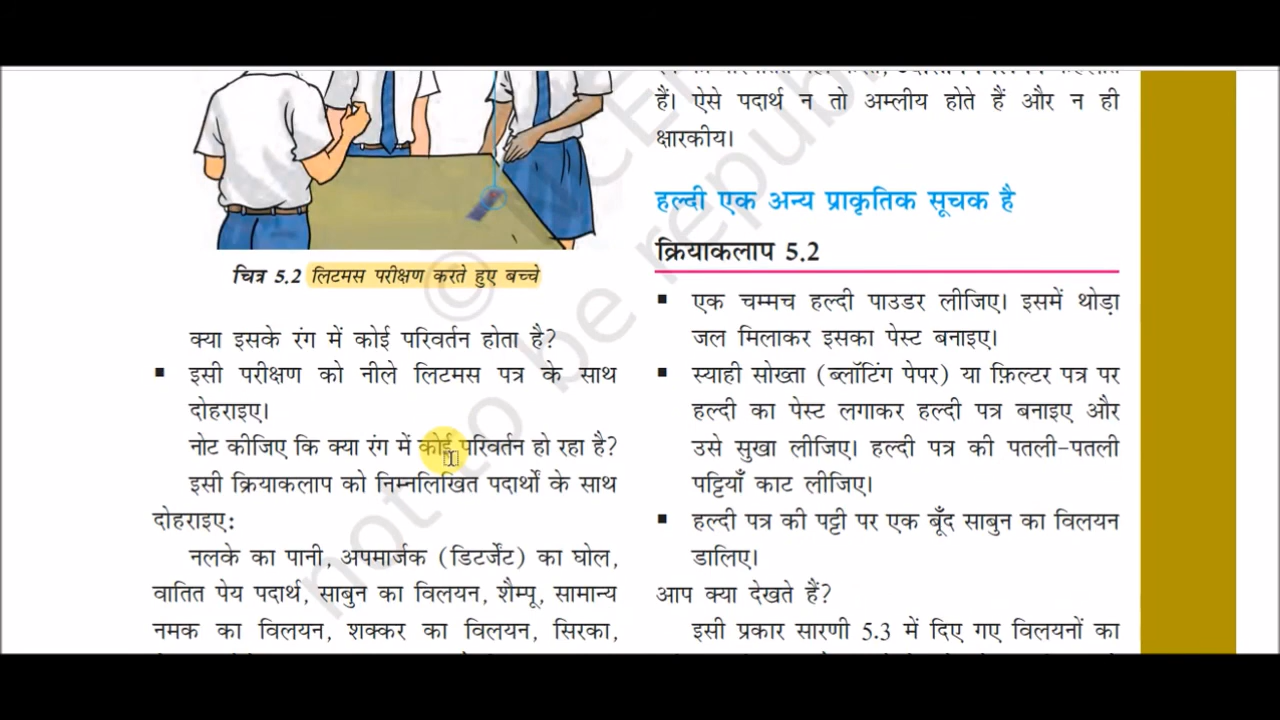 चित्र 5.2 लिटमस परीक्षण करते हुए बच्चे
क्या इसके रंग में कोई परिवर्तन होता है?
▪ इसी परीक्षण को नीले लिटमस पत्र के साथ
दोहराइए।
नोट कीजिए कि क्या रंग में कोई परिवर्तन हो रहा है?
इसी क्रियाकलाप को निम्नलिखित पदार्थों के साथ
दोहराइए:
नलके का पानी, अपमार्जक (डिटर्जेंट) का घोल,
वातित पेय पदार्थ, साबुन का विलयन, शैम्पू, सामान्य
नमक का विलयन, शक्कर का विलयन, सिरका,
हैं। ऐसे पदार्थ न तो अम्लीय होते हैं और न ही
क्षारकीय।
हल्दी एक अन्य प्राकृतिक सूचक है
क्रियाकलाप 5.2
▪ एक चम्मच हल्दी पाउडर लीजिए। इसमें थोड़ा
जल मिलाकर इसका पेस्ट बनाइए।
▪ स्याही सोख्ता (ब्लॉटिंग पेपर) या फ़िल्टर पत्र पर
हल्दी का पेस्ट लगाकर हल्दी पत्र बनाइए और
उसे सुखा लीजिए। हल्दी पत्र की पतली-पतली
पट्टियाँ काट लीजिए।
▪ हल्दी पत्र की पट्टी पर एक बूँद साबुन का विलयन
डालिए।
आप क्या देखते हैं?
इसी प्रकार सारणी 5.3 में दिए गए विलयनों का
not to be republ